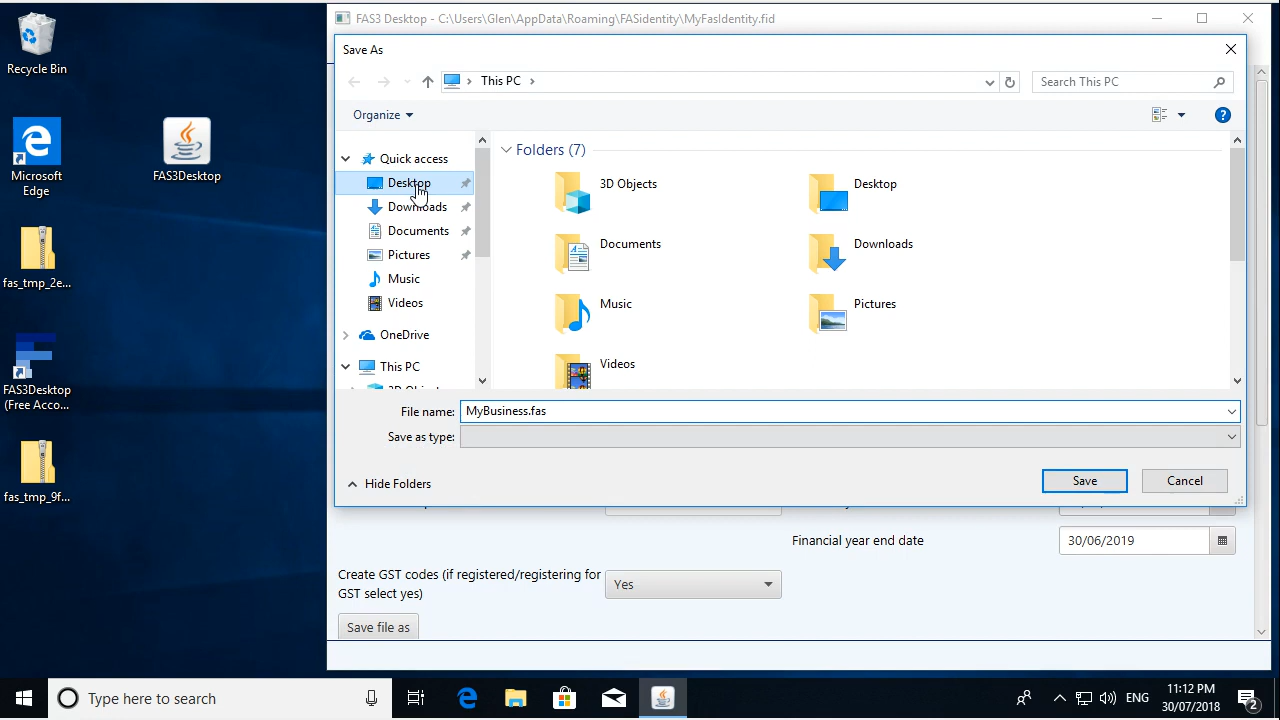 Recycle Bin
Microsoft
Edge
FAS3Desktop
fas_tmp_2e...
FAS3Desktop
(Free Acco...
fas_tmp_9f...
FAS3 Desktop - C:\Users\Glen\AppData\Roaming\FASidentity\MyFasIdentity.fid
Save As
This PC
Search This PC
Organize
Quick access
Desktop
Downloads
Documents
Pictures
Music
Videos
OneDrive
This PC
Folders (7)
3D Objects
Desktop
Documents
Downloads
Music
Pictures
Videos
File name: MyBusiness.fas
Save as type:
Hide Folders
Save
Cancel
Financial year end date
30/06/2019
Create GST codes (if registered/registering for
GST select yes)
Yes
Save file as
Type here to search
ENG
11:12 PM
30/07/2018
2